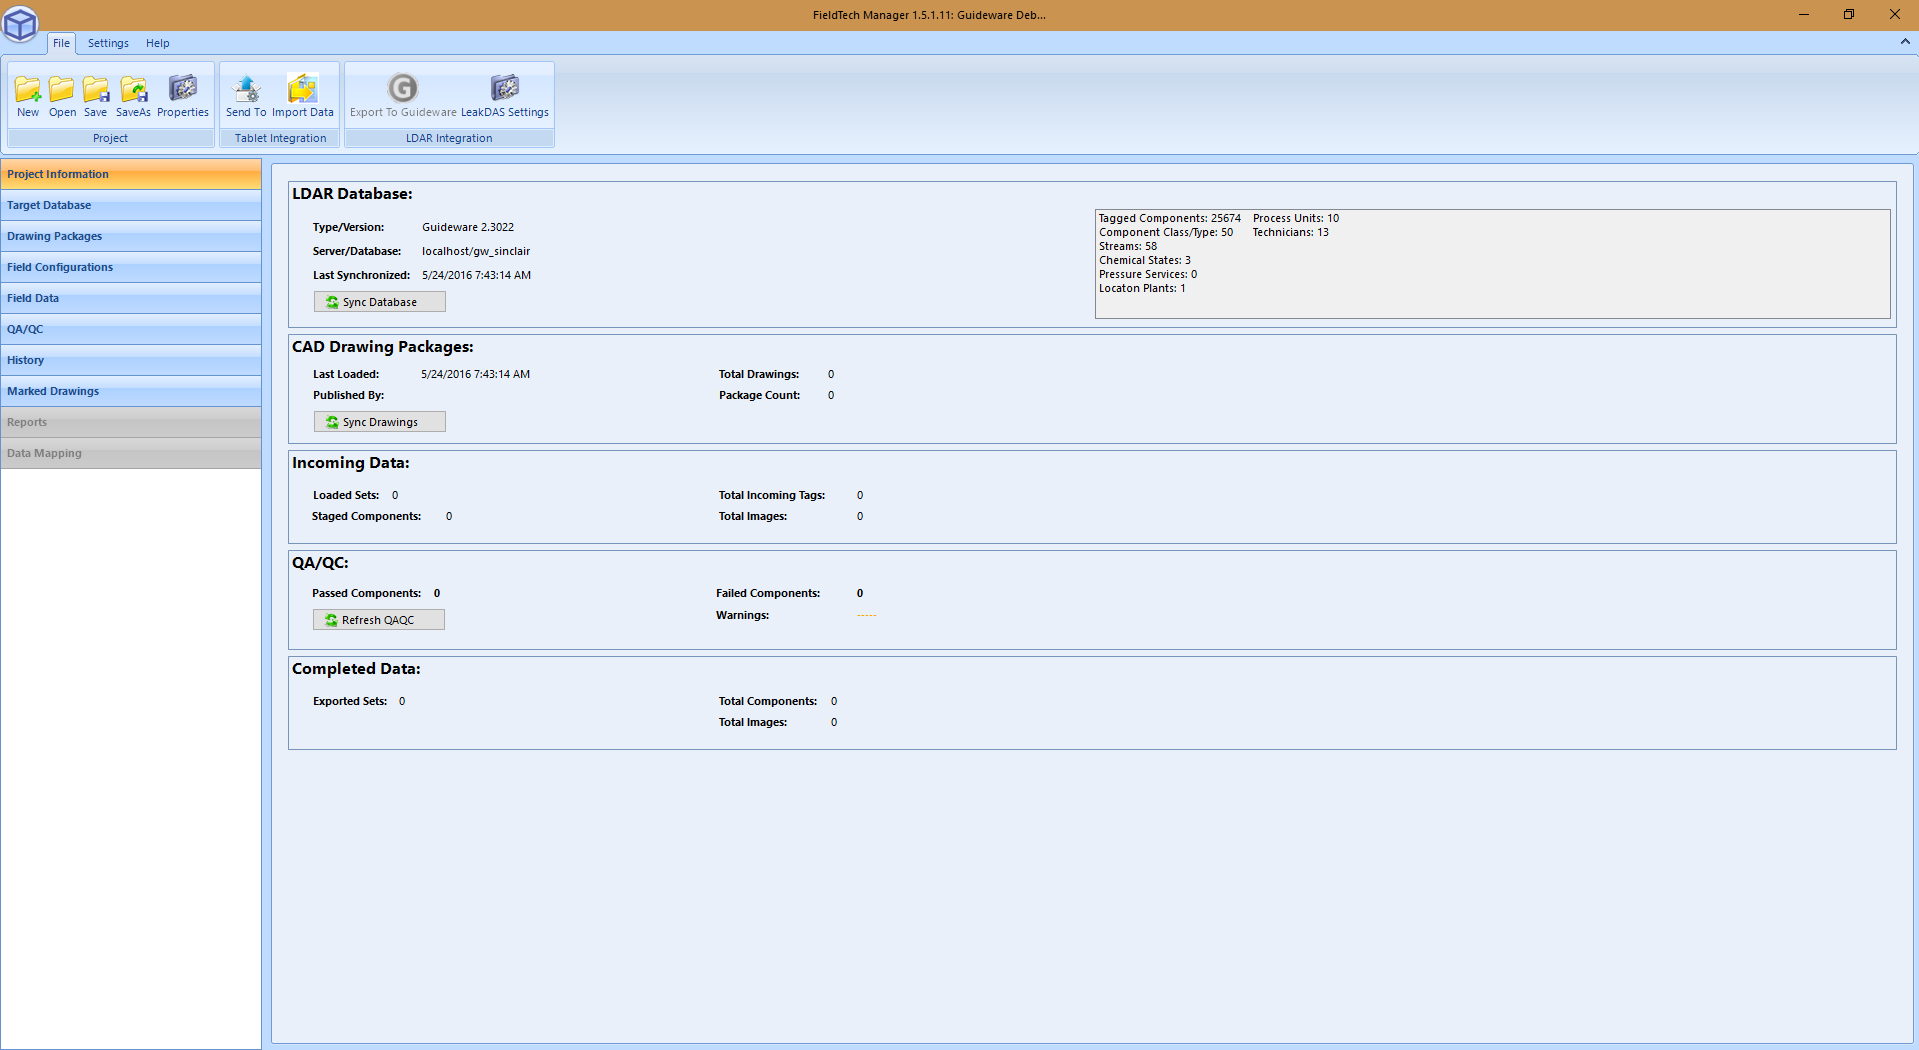 FieldTech Manager 1.5.1.11: Guideware Deb...
File Settings Help
New Open Save SaveAs Properties Send To Import Data Export To Guideware LeakDAS Settings
Project Tablet Integration LDAR Integration
Project Information
Target Database
Drawing Packages
Field Configurations
Field Data
QA/QC
History
Marked Drawings
Reports
Data Mapping
LDAR Database:
Type/Version: Guideware 2.3022
Server/Database: localhost/gw_sinclair
Last Synchronized: 5/24/2016 7:43:14 AM
Sync Database
Tagged Components: 25674 Process Units: 10
Component Class/Type: 50 Technicians: 13
Streams: 58
Chemical States: 3
Pressure Services: 0
Locaton Plants: 1
CAD Drawing Packages:
Last Loaded: 5/24/2016 7:43:14 AM Total Drawings: 0
Published By: Package Count: 0
Sync Drawings
Incoming Data:
Loaded Sets: 0 Total Incoming Tags: 0
Staged Components: 0 Total Images: 0
QA/QC:
Passed Components: 0 Failed Components: 0
Refresh QAQC Warnings: -----
Completed Data:
Exported Sets: 0 Total Components: 0
Total Images: 0